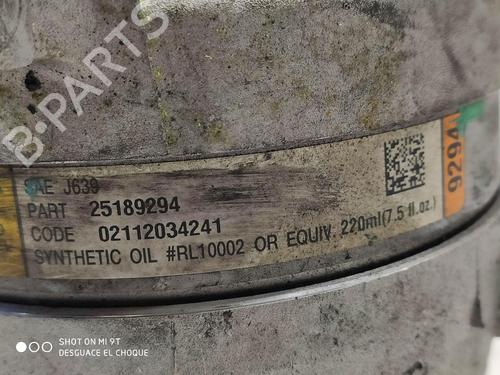 B-PARTS
SAE J639
PART 25189294
CODE 02112034241
SYNTHETIC OIL #RL10002 OR EQUIV. 220ml(7.5 fl.oz.)
9294
SHOT ON MI 9T
DESGUACE EL CHOQUE